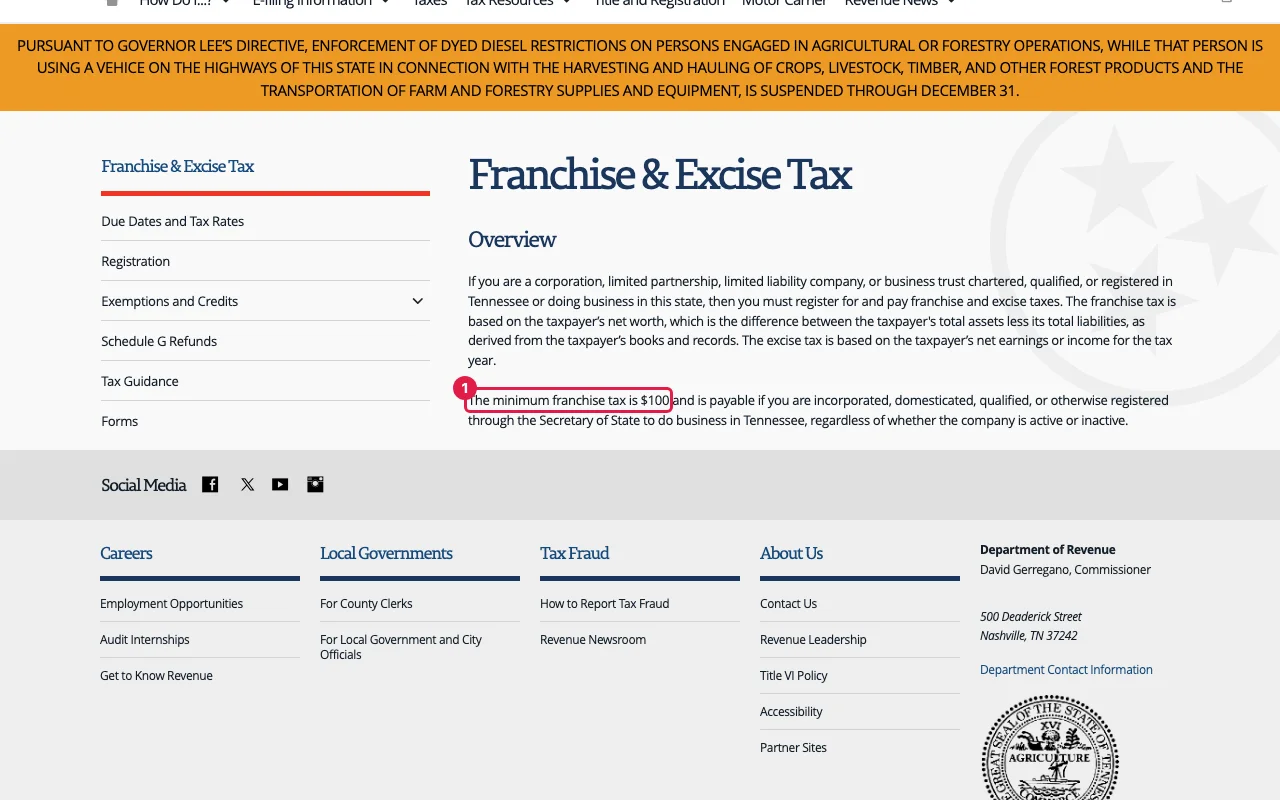 How Do I...?
E-filing Information
Taxes
Tax Resources
Title and Registration
Motor Carrier
Revenue News
PURSUANT TO GOVERNOR LEE'S DIRECTIVE, ENFORCEMENT OF DYED DIESEL RESTRICTIONS ON PERSONS ENGAGED IN AGRICULTURAL OR FORESTRY OPERATIONS, WHILE THAT PERSON IS
USING A VEHICE ON THE HIGHWAYS OF THIS STATE IN CONNECTION WITH THE HARVESTING AND HAULING OF CROPS, LIVESTOCK, TIMBER, AND OTHER FOREST PRODUCTS AND THE
TRANSPORTATION OF FARM AND FORESTRY SUPPLIES AND EQUIPMENT, IS SUSPENDED THROUGH DECEMBER 31.
Franchise & Excise Tax
Due Dates and Tax Rates
Registration
Exemptions and Credits
Schedule G Refunds
Tax Guidance
Forms
Franchise & Excise Tax
Overview
If you are a corporation, limited partnership, limited liability company, or business trust chartered, qualified, or registered in
Tennessee or doing business in this state, then you must register for and pay franchise and excise taxes. The franchise tax is
based on the taxpayer’s net worth, which is the difference between the taxpayer's total assets less its total liabilities, as
derived from the taxpayer’s books and records. The excise tax is based on the taxpayer’s net earnings or income for the tax
year.
1
The minimum franchise tax is $100 and is payable if you are incorporated, domesticated, qualified, or otherwise registered
through the Secretary of State to do business in Tennessee, regardless of whether the company is active or inactive.
Social Media
Careers
Employment Opportunities
Audit Internships
Get to Know Revenue
Local Governments
For County Clerks
For Local Government and City
Officials
Tax Fraud
How to Report Tax Fraud
Revenue Newsroom
About Us
Contact Us
Revenue Leadership
Title VI Policy
Accessibility
Partner Sites
Department of Revenue
David Gerregano, Commissioner
500 Deaderick Street
Nashville, TN 37242
Department Contact Information
GREAT SEAL OF THE STATE OF TENNES
XVI
AGRICULTURE